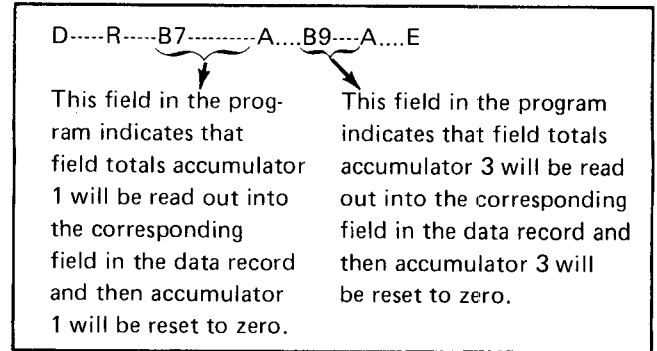 D-----R-----B7----------A....B9----A....E
This field in the prog-
ram indicates that
field totals accumulator
1 will be read out into
the corresponding
field in the data record
and then accumulator
1 will be reset to zero.
This field in the program
indicates that field totals
accumulator 3 will be read
out into the corresponding
field in the data record and
then accumulator 3 will
be reset to zero.